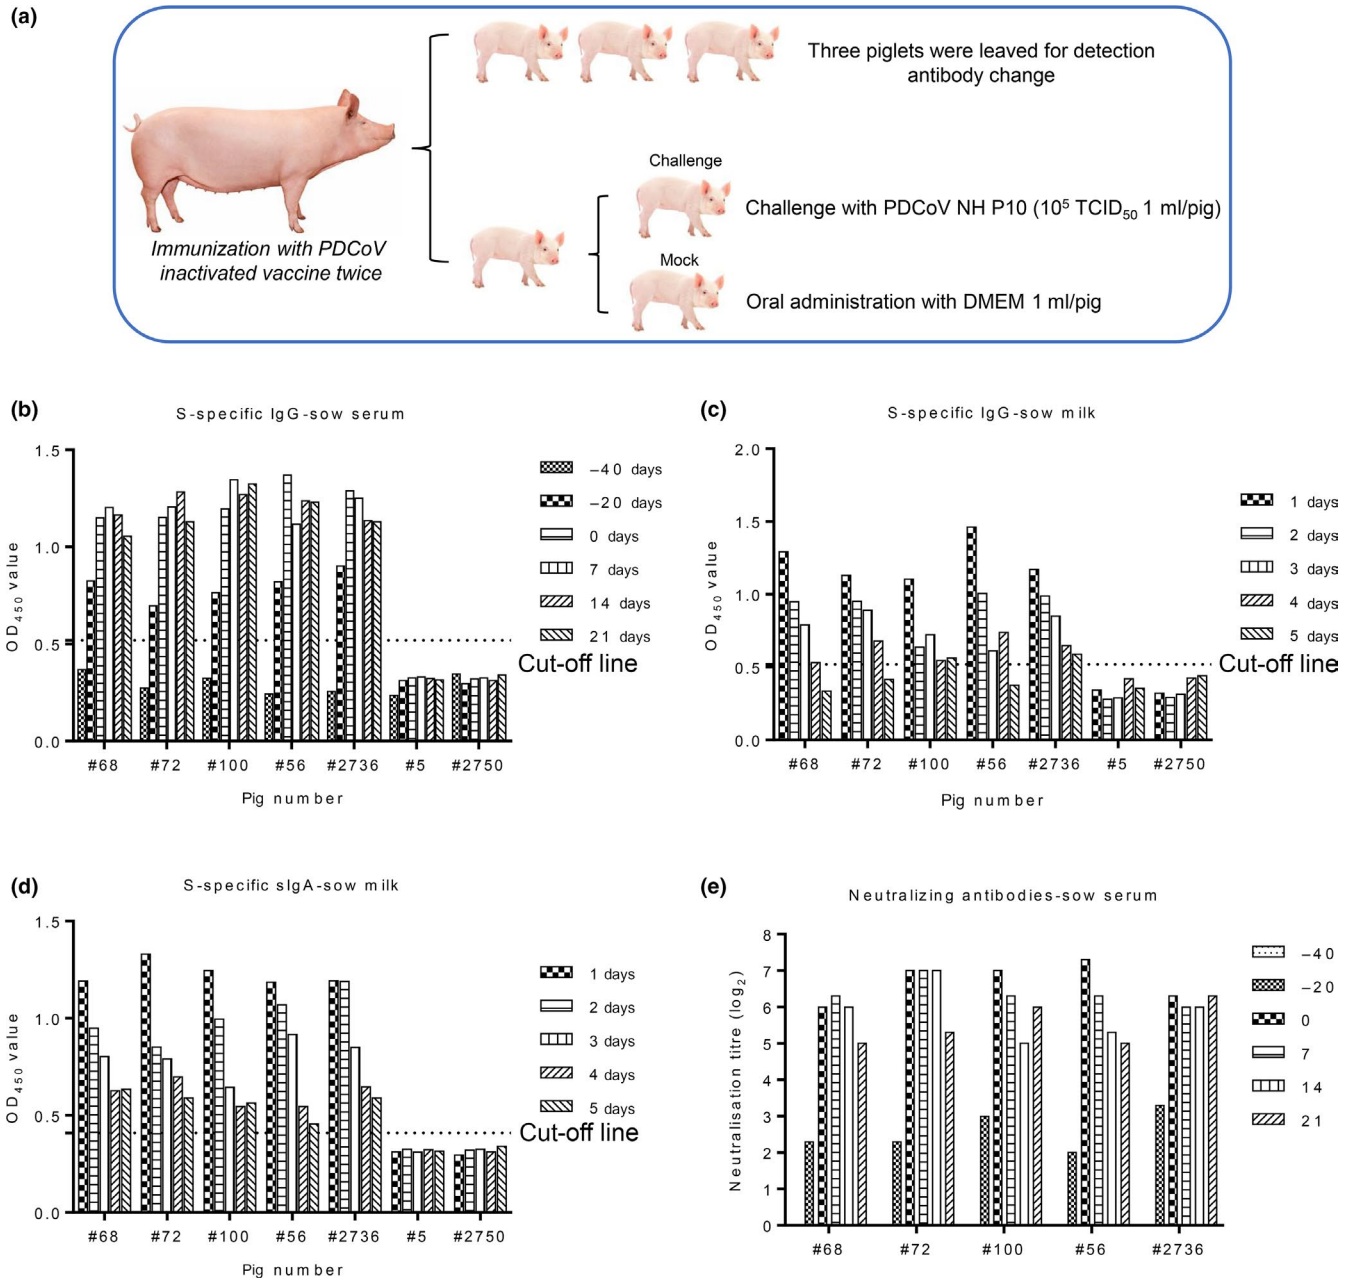 (a)
Three piglets were leaved for detection
antibody change
Challenge
Challenge with PDCoV NH P10 (10⁵ TCID₅₀ 1 ml/pig)
Immunization with PDCoV
inactivated vaccine twice
Mock
Oral administration with DMEM 1 ml/pig
(b)
S-specific IgG-sow serum
OD₄₅₀ value
1.5
1.0
0.5
0.0
#68 #72 #100 #56 #2736 #5 #2750
Pig number
−40 days
−20 days
0 days
7 days
14 days
21 days
Cut-off line
(c)
S-specific IgG-sow milk
OD₄₅₀ value
2.0
1.5
1.0
0.5
0.0
#68 #72 #100 #56 #2736 #5 #2750
Pig number
1 days
2 days
3 days
4 days
5 days
Cut-off line
(d)
S-specific sIgA-sow milk
OD₄₅₀ value
1.5
1.0
0.5
0.0
#68 #72 #100 #56 #2736 #5 #2750
Pig number
1 days
2 days
3 days
4 days
5 days
Cut-off line
(e)
Neutralizing antibodies-sow serum
Neutralisation titre (log₂)
8
7
6
5
4
3
2
1
0
#68 #72 #100 #56 #2736
−40
−20
0
7
14
21